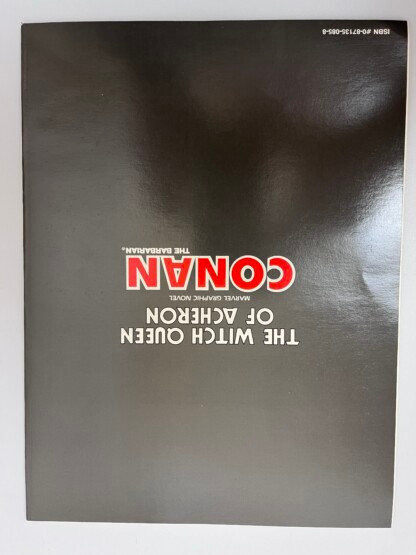 THE WITCH QUEEN
OF ACHERON
MARVEL GRAPHIC NOVEL
CONAN
THE BARBARIAN®
ISBN #0-87135-085-8